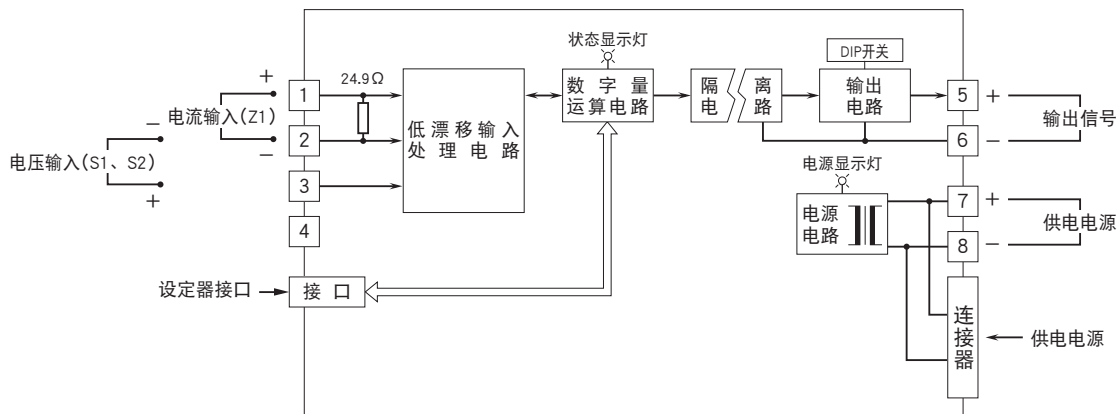 状态显示灯
DIP开关
+
24.9Ω
1
电流输入(Z1)
2
−
−
电压输入(S1、S2)
+
3
4
低漂移输入
处理电路
数字量
运算电路
隔离
电路
输出
电路
5
+
输出信号
6
−
电源显示灯
电源
电路
7
+
供电电源
8
−
设定器接口
接口
连接器
供电电源